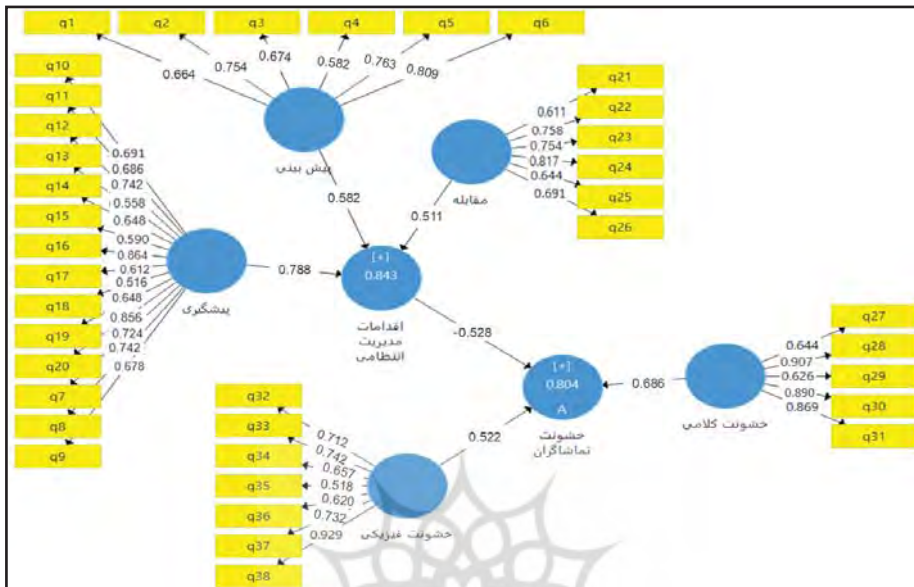 q1
q2
q3
q4
q5
q6
0.664
0.754
0.674
0.582
0.763
0.809
پیش بینی
q10
q11
q12
q13
q14
q15
q16
q17
q18
q19
q20
q7
q8
q9
0.691
0.686
0.742
0.558
0.648
0.590
0.864
0.612
0.516
0.648
0.856
0.724
0.742
0.678
پیشگیری
q21
q22
q23
q24
q25
q26
0.611
0.758
0.754
0.817
0.644
0.691
مقابله
0.582
0.511
0.788
[+]
0.843
اقدامات
مدیریت
انتظامی
-0.528
[+]
0.804
A
خشونت
تماشاگران
0.686
0.522
q27
q28
q29
q30
q31
0.644
0.907
0.626
0.890
0.869
خشونت کلامی
q32
q33
q34
q35
q36
q37
q38
0.712
0.742
0.657
0.518
0.620
0.732
0.929
خشونت فیزیکی